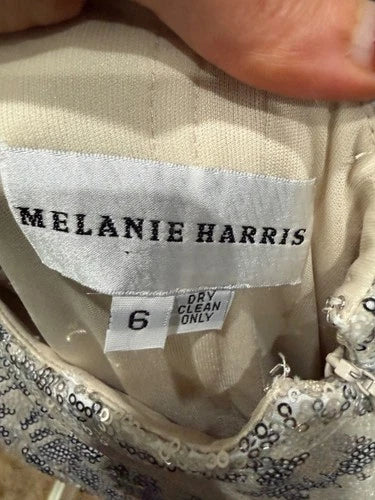 MELANIE HARRIS
6
DRY
CLEAN
ONLY